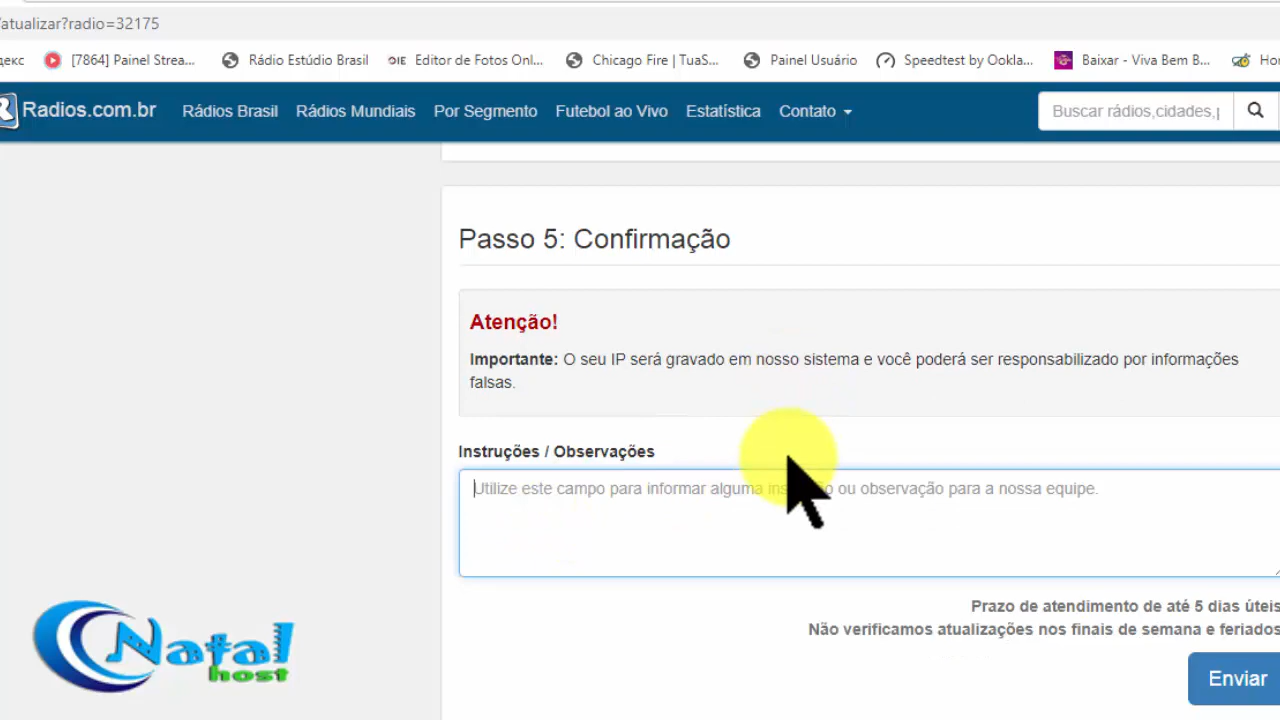 /atualizar?radio=32175
декс [7864] Painel Strea... Rádio Estúdio Brasil Editor de Fotos Onl... Chicago Fire | TuaS... Painel Usuário Speedtest by Ookla... Baixar - Viva Bem B... Hor
Radios.com.br Rádios Brasil Rádios Mundiais Por Segmento Futebol ao Vivo Estatística Contato Buscar rádios,cidades,p
Passo 5: Confirmação
Atenção!
Importante: O seu IP será gravado em nosso sistema e você poderá ser responsabilizado por informações
falsas.
Instruções / Observações
Utilize este campo para informar alguma ou observação para a nossa equipe.
Prazo de atendimento de até 5 dias úteis
Não verificamos atualizações nos finais de semana e feriados
Enviar
Natal
host